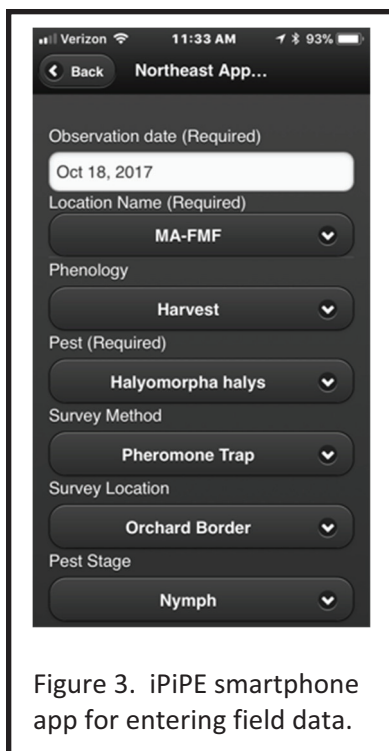 Verizon 11:33 AM 93%
Back Northeast App...
Observation date (Required)
Oct 18, 2017
Location Name (Required)
MA-FMF
Phenology
Harvest
Pest (Required)
Halyomorpha halys
Survey Method
Pheromone Trap
Survey Location
Orchard Border
Pest Stage
Nymph
Figure 3. iPiPE smartphone
app for entering field data.